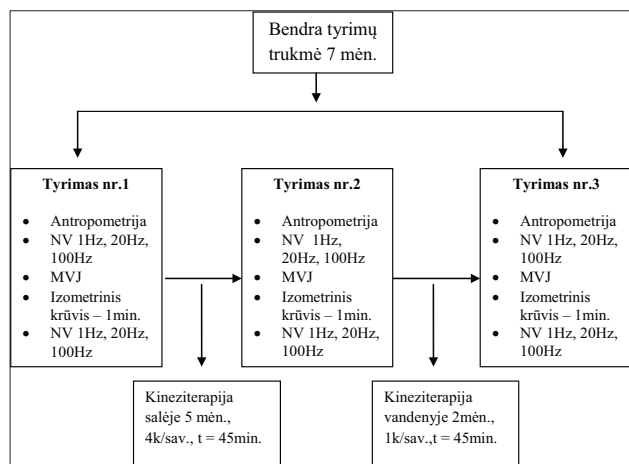 Bendra tyrimų
trukmė 7 mėn.
Tyrimas nr.1
• Antropometrija
• NV 1Hz, 20Hz,
100Hz
• MVJ
• Izometrinis
krūvis – 1min.
• NV 1Hz, 20Hz,
100Hz
Tyrimas nr.2
• Antropometrija
• NV 1Hz,
20Hz, 100Hz
• MVJ
• Izometrinis
krūvis – 1min.
• NV 1Hz, 20Hz,
100Hz
Tyrimas nr.3
• Antropometrija
• NV 1Hz, 20Hz,
100Hz
• MVJ
• Izometrinis
krūvis – 1min.
• NV 1Hz, 20Hz,
100Hz
Kineziterapija
salėje 5 mėn.,
4k/sav., t = 45min.
Kineziterapija
vandenyje 2mėn.,
1k/sav.,t = 45min.